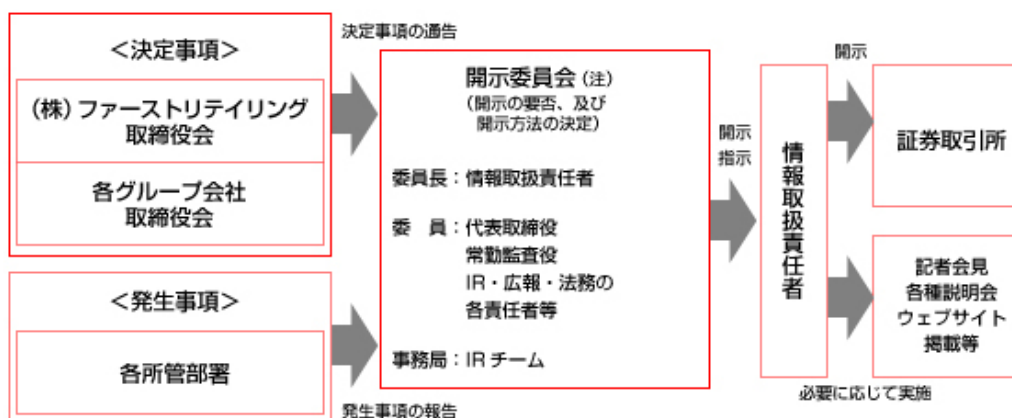 ＜決定事項＞
(株)ファーストリテイリング
取締役会
各グループ会社
取締役会
＜発生事項＞
各所管部署
決定事項の通告
発生事項の報告
開示委員会(注)
(開示の要否、及び
開示方法の決定)
委員長：情報取扱責任者
委　員：代表取締役
常勤監査役
IR・広報・法務の
各責任者等
事務局：IRチーム
開示
指示
情報取扱責任者
開示
証券取引所
記者会見
各種説明会
ウェブサイト
掲載等
必要に応じて実施